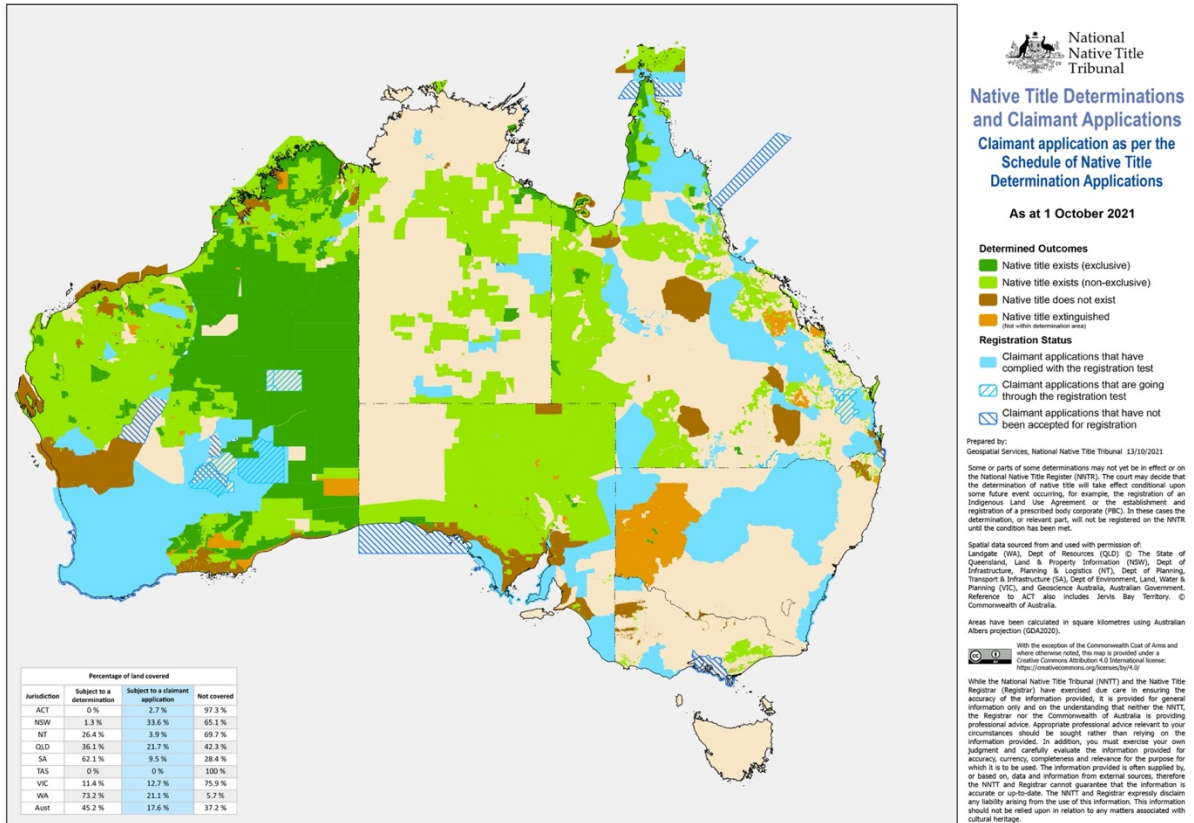 National
Native Title
Tribunal
Native Title Determinations
and Claimant Applications
Claimant application as per the
Schedule of Native Title
Determination Applications
As at 1 October 2021
Determined Outcomes
Native title exists (exclusive)
Native title exists (non-exclusive)
Native title does not exist
Native title extinguished
(Not within determination area)
Registration Status
Claimant applications that have
complied with the registration test
Claimant applications that are going
through the registration test
Claimant applications that have not
been accepted for registration
Prepared by:
Geospatial Services, National Native Title Tribunal 13/10/2021
Some or parts of some determinations may not yet be in effect or on
the National Native Title Register (NNTR). The court may decide that
the determination of native title will take effect conditional upon
some future event occurring, for example, the registration of an
Indigenous Land Use Agreement or the establishment and
registration of a prescribed body corporate (PBC). In these cases the
determination, or relevant part, will not be registered on the NNTR
until the condition has been met.
Spatial data sourced from and used with permission of:
Landgate (WA), Dept of Resources (QLD) © The State of
Queensland, Land & Property Information (NSW), Dept of
Infrastructure, Planning & Logistics (NT), Dept of Planning,
Transport & Infrastructure (SA), Dept of Environment, Land, Water &
Planning (VIC), and Geoscience Australia, Australian Government.
Reference to ACT also includes Jervis Bay Territory. ©
Commonwealth of Australia.
Areas have been calculated in square kilometres using Australian
Albers projection (GDA2020).
With the exception of the Commonwealth Coat of Arms and
where otherwise noted, this map is provided under a
Creative Commons Attribution 4.0 International license:
https://creativecommons.org/licenses/by/4.0/
While the National Native Title Tribunal (NNTT) and the Native Title
Registrar (Registrar) have exercised due care in ensuring the
accuracy of the information provided, it is provided for general
information only and on the understanding that neither the NNTT,
the Registrar nor the Commonwealth of Australia is providing
professional advice. Appropriate professional advice relevant to your
circumstances should be sought rather than relying on the
information provided. In addition, you must exercise your own
judgment and carefully evaluate the information provided for
accuracy, currency, completeness and relevance for the purpose for
which it is to be used. The information provided is often supplied by,
or based on, data and information from external sources, therefore
the NNTT and Registrar cannot guarantee that the information is
accurate or up-to-date. The NNTT and Registrar expressly disclaim
any liability arising from the use of this information. This information
should not be relied upon in relation to any matters associated with
cultural heritage.
Percentage of land covered
Jurisdiction Subject to a determination Subject to a claimant application Not covered
ACT 0 % 2.7 % 97.3 %
NSW 1.3 % 33.6 % 65.1 %
NT 26.4 % 3.9 % 69.7 %
QLD 36.1 % 21.7 % 42.3 %
SA 62.1 % 9.5 % 28.4 %
TAS 0 % 0 % 100 %
VIC 11.4 % 12.7 % 75.9 %
WA 73.2 % 21.1 % 5.7 %
Aust 45.2 % 17.6 % 37.2 %